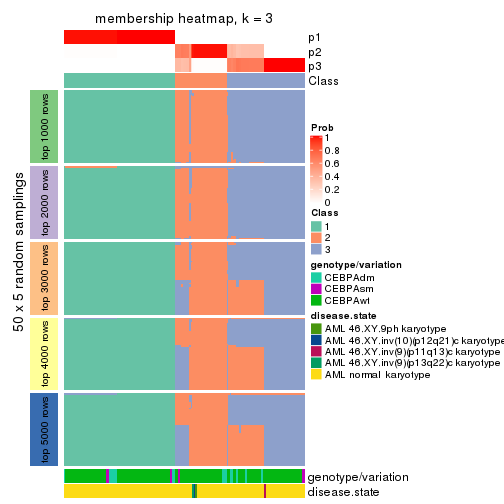 membership heatmap, k = 3
p1
p2
p3
Class
50 x 5 random samplings
top 1000 rows
top 2000 rows
top 3000 rows
top 4000 rows
top 5000 rows
Prob
1
0.8
0.6
0.4
0.2
0
Class
1
2
3
genotype/variation
CEBPAdm
CEBPAsm
CEBPAwt
disease.state
AML 46.XY.9ph karyotype
AML 46.XY.inv(10)(p12q21)c karyotype
AML 46.XY.inv(9)(p11q13)c karyotype
AML 46.XY.inv(9)(p13q22)c karyotype
AML normal karyotype
genotype/variation
disease.state